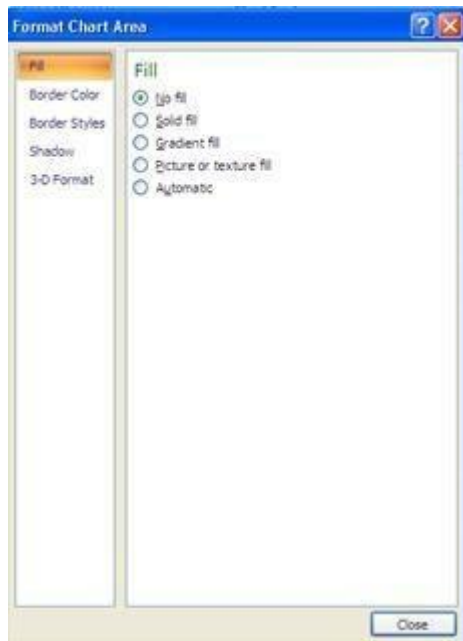 Format Chart Area
Fill
Border Color
Border Styles
Shadow
3-D Format
Fill
No fill
Solid fill
Gradient fill
Picture or texture fill
Automatic
Close